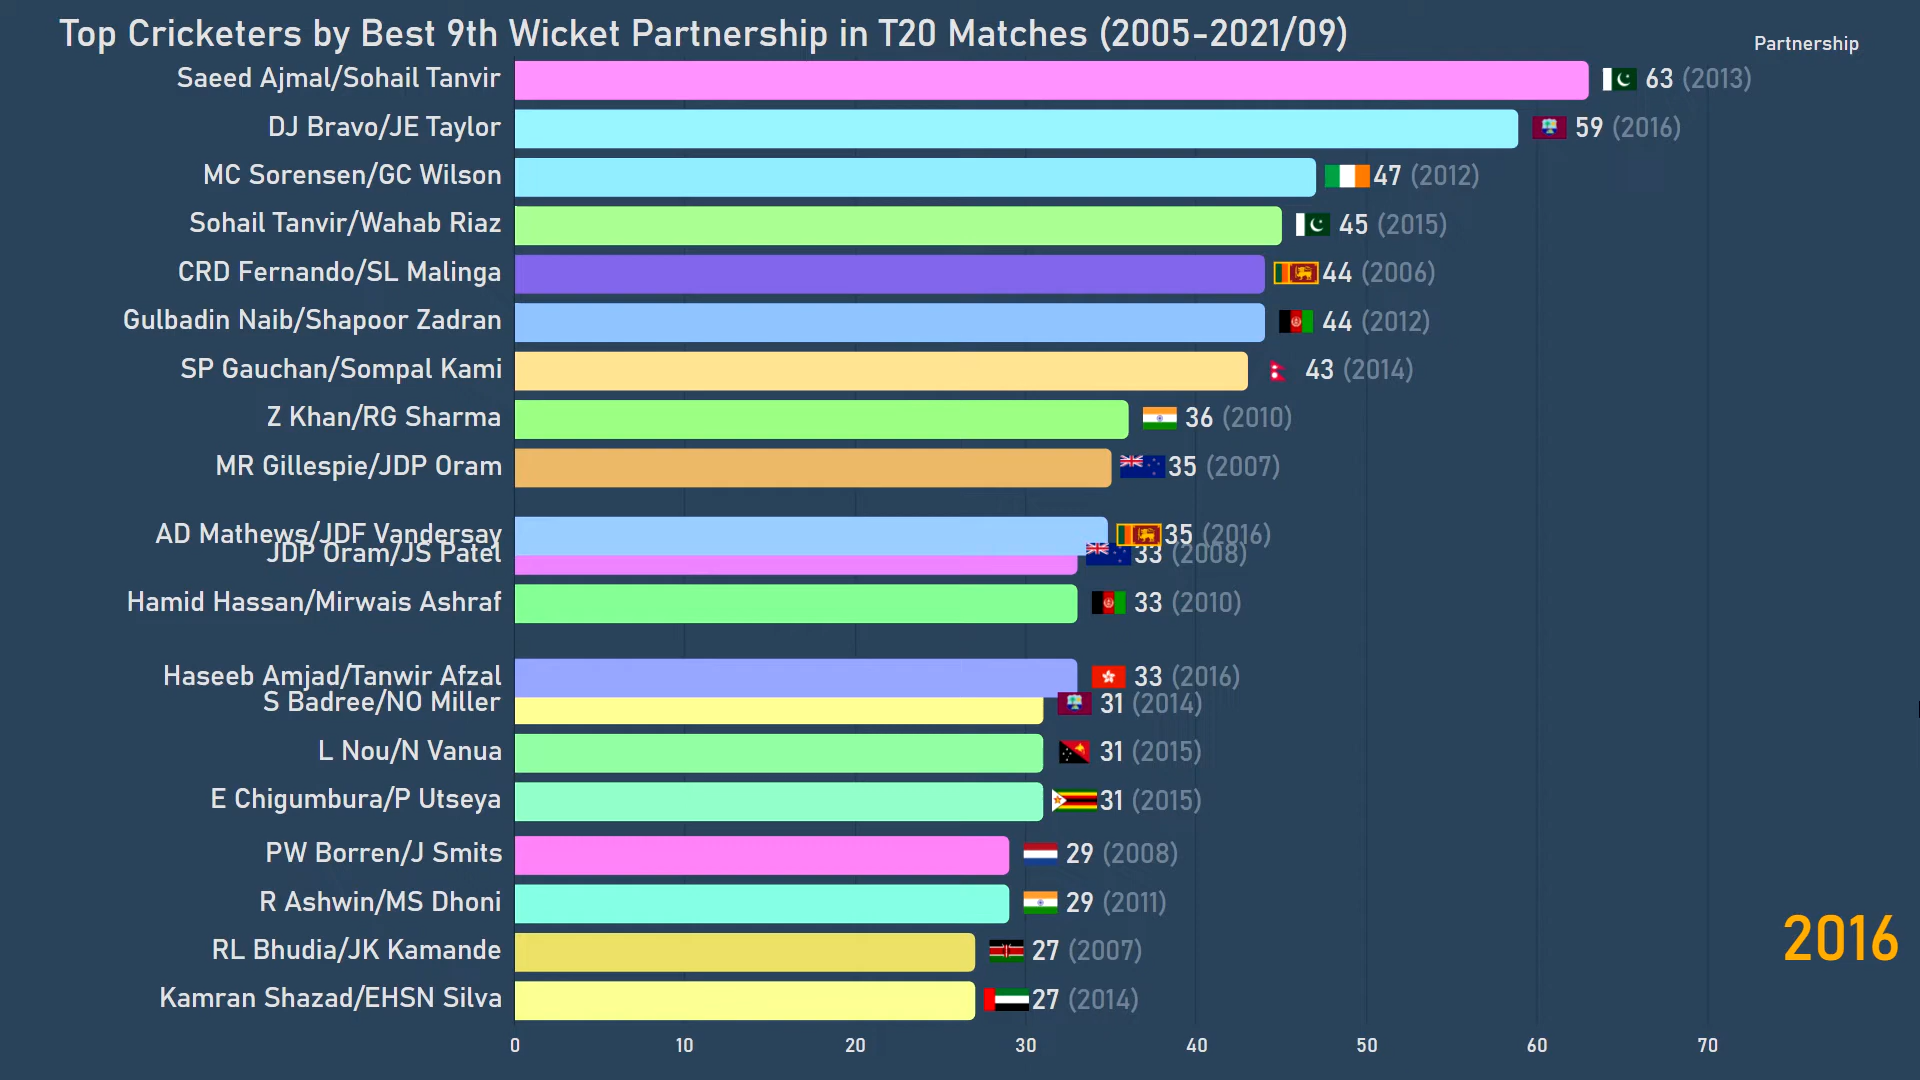 Top Cricketers by Best 9th Wicket Partnership in T20 Matches (2005-2021/09)
Partnership
Saeed Ajmal/Sohail Tanvir 63 (2013)
DJ Bravo/JE Taylor 59 (2016)
MC Sorensen/GC Wilson 47 (2012)
Sohail Tanvir/Wahab Riaz 45 (2015)
CRD Fernando/SL Malinga 44 (2006)
Gulbadin Naib/Shapoor Zadran 44 (2012)
SP Gauchan/Sompal Kami 43 (2014)
Z Khan/RG Sharma 36 (2010)
MR Gillespie/JDP Oram 35 (2007)
AD Mathews/JDF Vandersay 35 (2016)
JDP Oram/JS Patel 33 (2008)
Hamid Hassan/Mirwais Ashraf 33 (2010)
Haseeb Amjad/Tanwir Afzal 33 (2016)
S Badree/NO Miller 31 (2014)
L Nou/N Vanua 31 (2015)
E Chigumbura/P Utseya 31 (2015)
PW Borren/J Smits 29 (2008)
R Ashwin/MS Dhoni 29 (2011)
RL Bhudia/JK Kamande 27 (2007)
Kamran Shazad/EHSN Silva 27 (2014)
2016
0 10 20 30 40 50 60 70